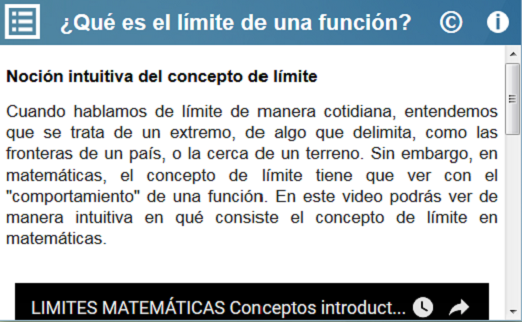 ¿Qué es el límite de una función? © i
Noción intuitiva del concepto de límite
Cuando hablamos de límite de manera cotidiana, entendemos
que se trata de un extremo, de algo que delimita, como las
fronteras de un país, o la cerca de un terreno. Sin embargo, en
matemáticas, el concepto de límite tiene que ver con el
"comportamiento" de una función. En este video podrás ver de
manera intuitiva en qué consiste el concepto de límite en
matemáticas.
LIMITES MATEMÁTICAS Conceptos introduct...